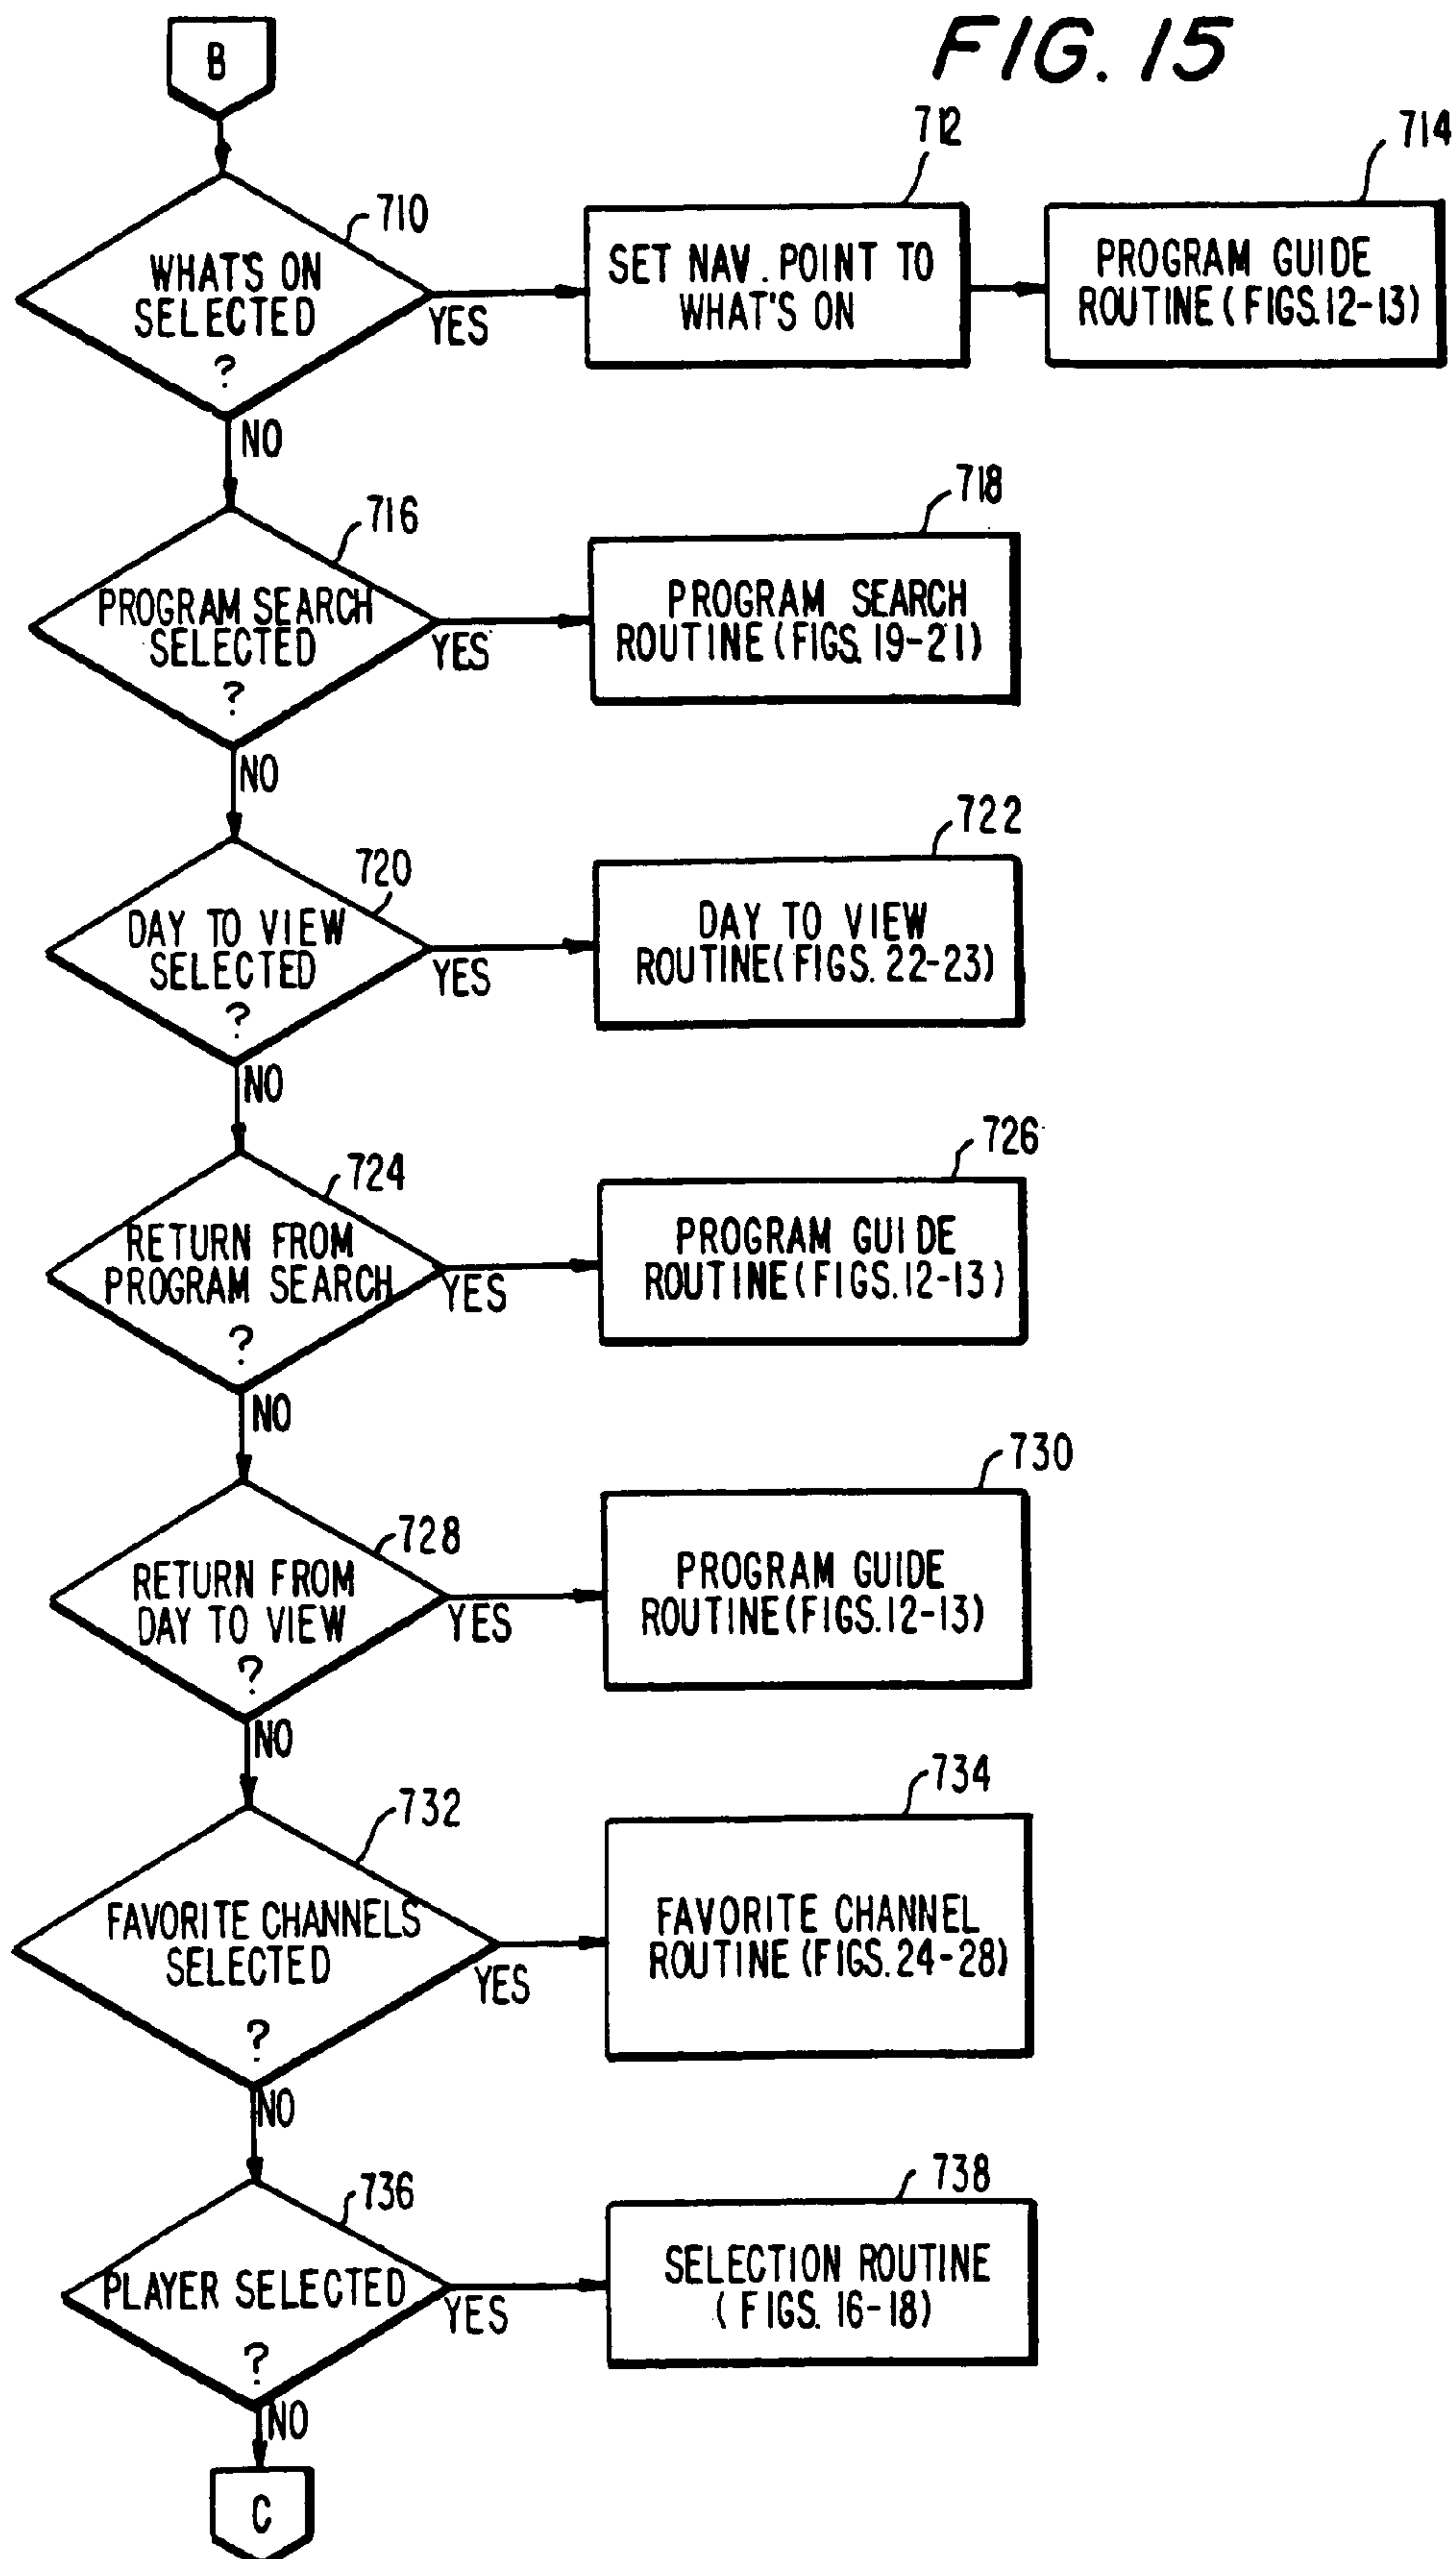 FIG. 15
B
710
WHAT'S ON
SELECTED
?
YES
NO
712
SET NAV. POINT TO
WHAT'S ON
714
PROGRAM GUIDE
ROUTINE (FIGS. 12-13)
716
PROGRAM SEARCH
SELECTED
?
YES
NO
718
PROGRAM SEARCH
ROUTINE (FIGS. 19-21)
720
DAY TO VIEW
SELECTED
?
YES
NO
722
DAY TO VIEW
ROUTINE (FIGS. 22-23)
724
RETURN FROM
PROGRAM SEARCH
?
YES
NO
726
PROGRAM GUIDE
ROUTINE (FIGS. 12-13)
728
RETURN FROM
DAY TO VIEW
?
YES
NO
730
PROGRAM GUIDE
ROUTINE (FIGS. 12-13)
732
FAVORITE CHANNELS
SELECTED
?
YES
NO
734
FAVORITE CHANNEL
ROUTINE (FIGS. 24-28)
736
PLAYER SELECTED
?
YES
NO
738
SELECTION ROUTINE
(FIGS. 16-18)
C